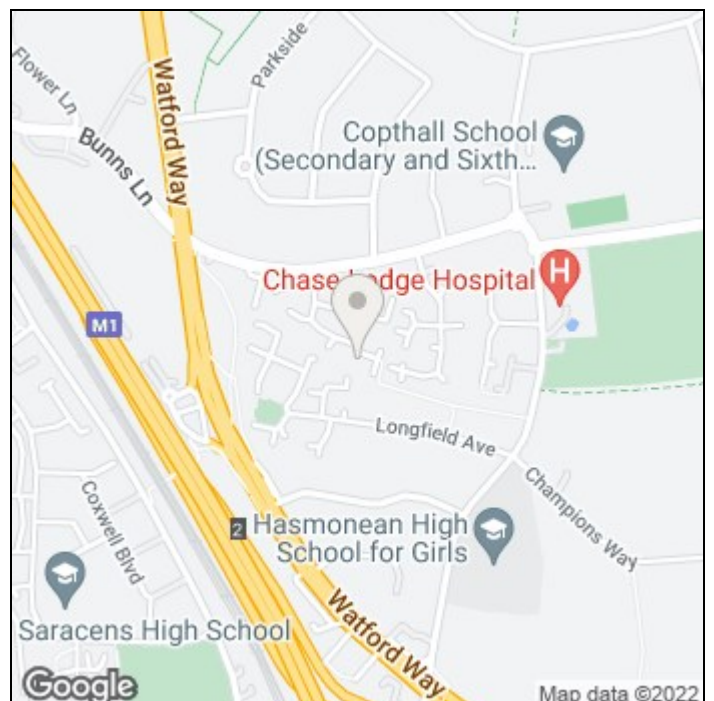 Flower Ln
Parkside
Watford Way
Bunns Ln
Copthall School
(Secondary and Sixth...
Chase Lodge Hospital
H
M1
Longfield Ave
Champions Way
Coxwell Blvd
2
Hasmonean High
School for Girls
Saracens High School
Watford Way
Google
Map data ©2022